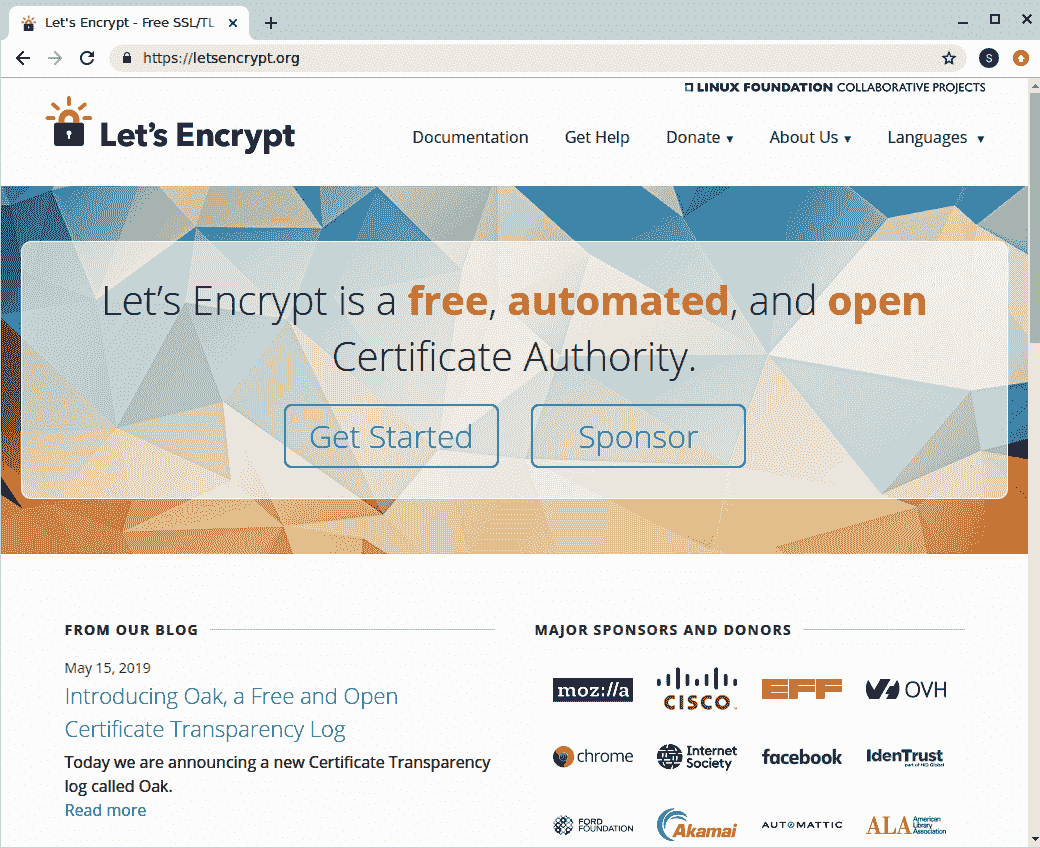 Let's Encrypt - Free SSL/TL
https://letsencrypt.org
S
LINUX FOUNDATION COLLABORATIVE PROJECTS
Let's Encrypt
Documentation
Get Help
Donate ▾
About Us ▾
Languages ▾
Let's Encrypt is a free, automated, and open
Certificate Authority.
Get Started
Sponsor
FROM OUR BLOG
May 15, 2019
Introducing Oak, a Free and Open
Certificate Transparency Log
Today we are announcing a new Certificate Transparency
log called Oak.
Read more
MAJOR SPONSORS AND DONORS
moz://a
CISCO
EFF
OVH
chrome
Internet
Society
facebook
IdenTrust
part of HID Global
FORD
FOUNDATION
Akamai
AUTOMATTIC
ALA
American
Library
Association